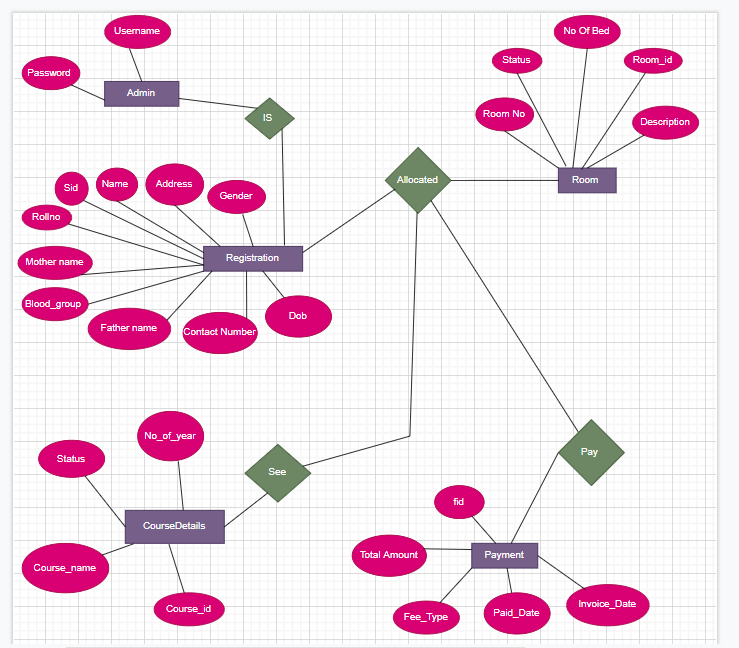 Username
No Of Bed
Status
Room_id
Password
Admin
Room No
IS
Description
Allocated
Room
Sid
Name
Address
Gender
Rollno
Registration
Mother name
Blood_group
Father name
Contact Number
Dob
No_of_year
Status
See
Pay
fid
CourseDetails
Total Amount
Payment
Course_name
Course_id
Fee_Type
Paid_Date
Invoice_Date